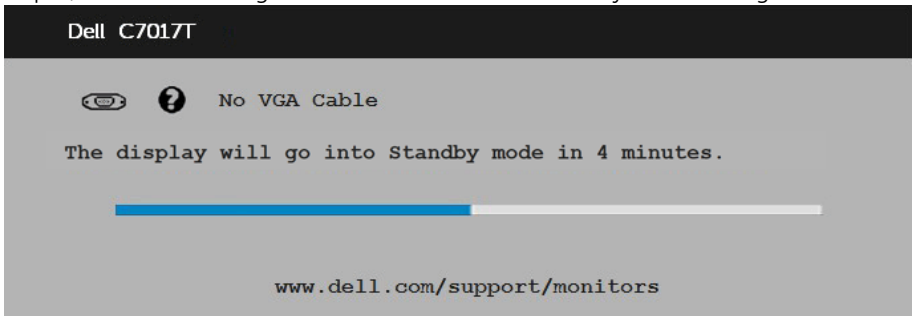 Dell C7017T
No VGA Cable
The display will go into Standby mode in 4 minutes.
www.dell.com/support/monitors